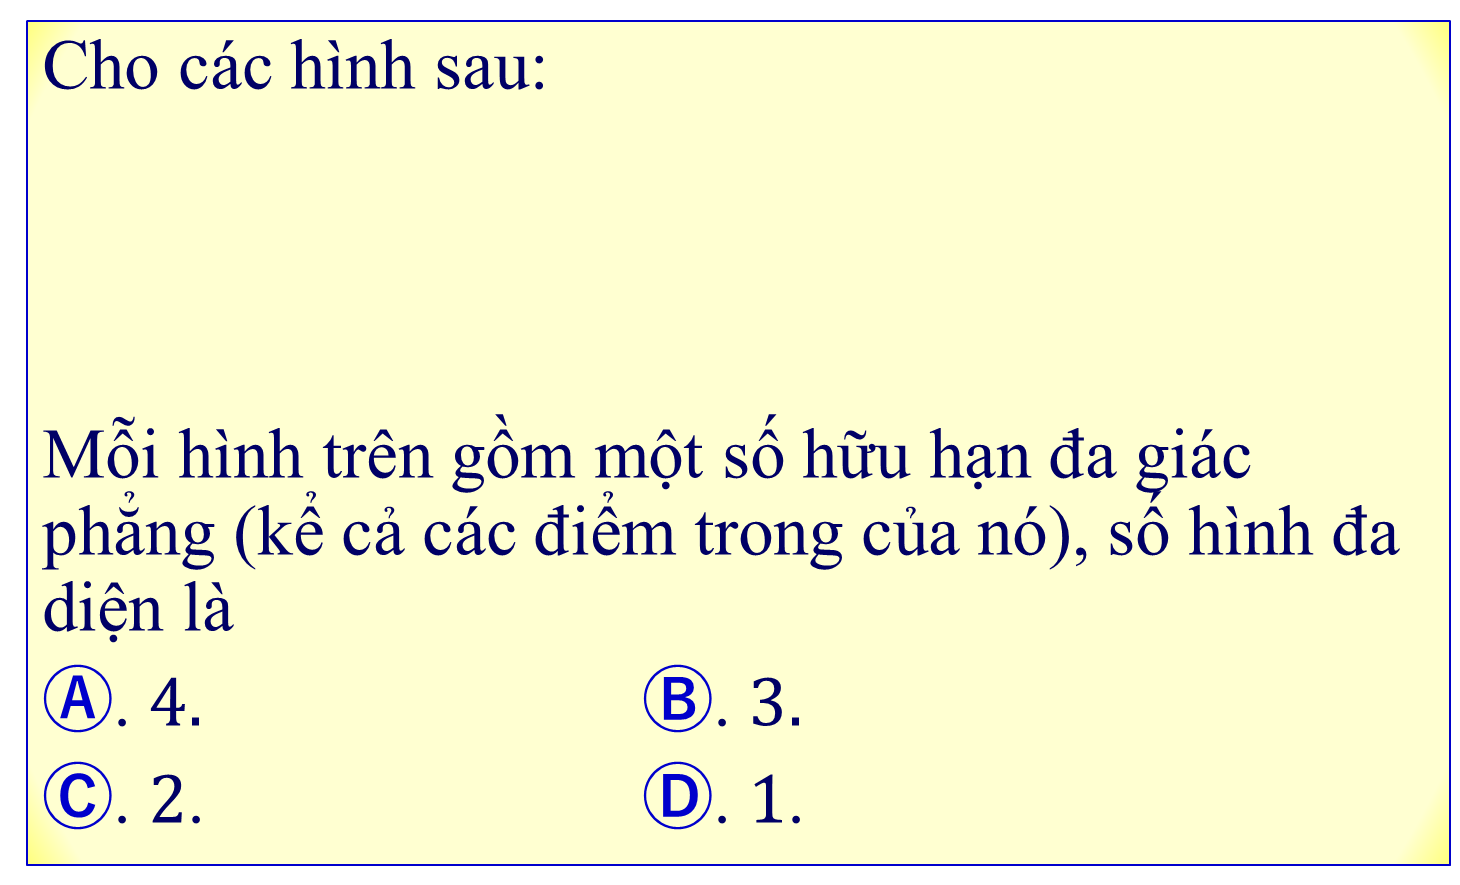 Cho các hình sau:
Mỗi hình trên gồm một số hữu hạn đa giác
phẳng (kể cả các điểm trong của nó), số hình đa
diện là
Ⓐ. 4. Ⓑ. 3.
Ⓒ. 2. Ⓓ. 1.